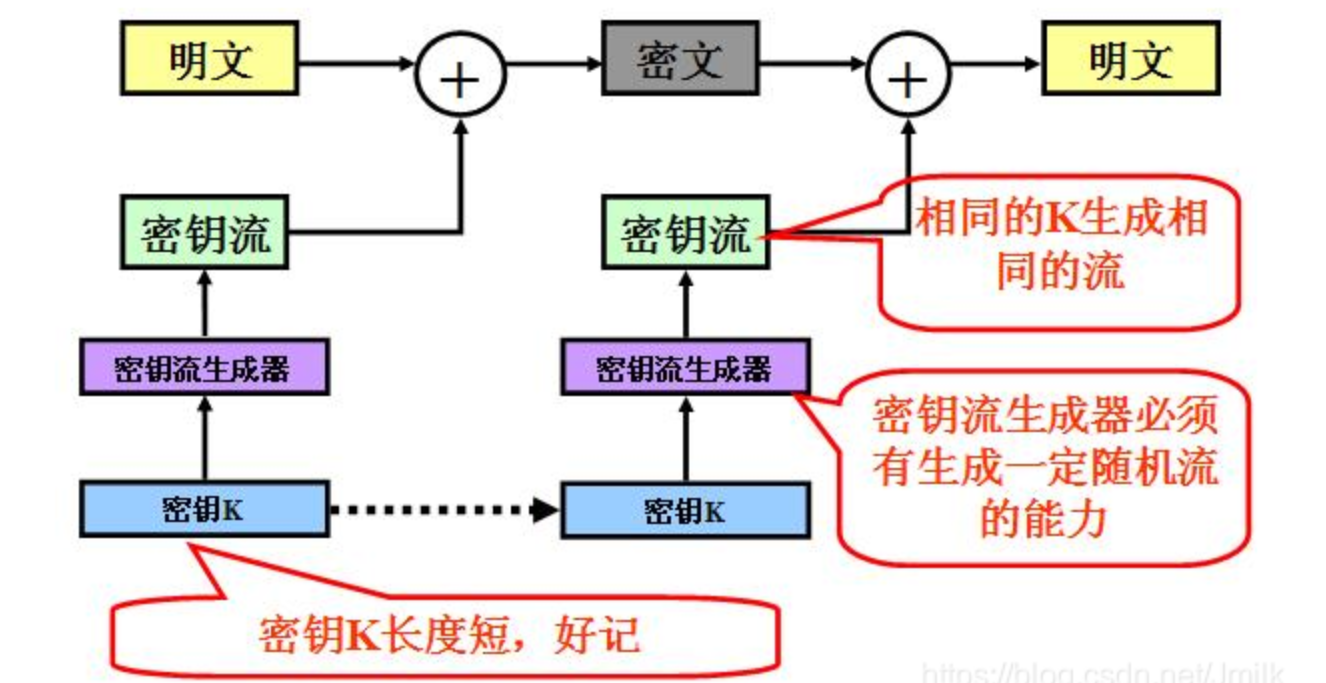 明文
密文
明文
密钥流
密钥流
相同的K生成相
同的流
密钥流生成器
密钥流生成器
密钥流生成器必须
有生成一定随机流
的能力
密钥K
密钥K
密钥K长度短，好记
https://blog.csdn.net/Jmilk